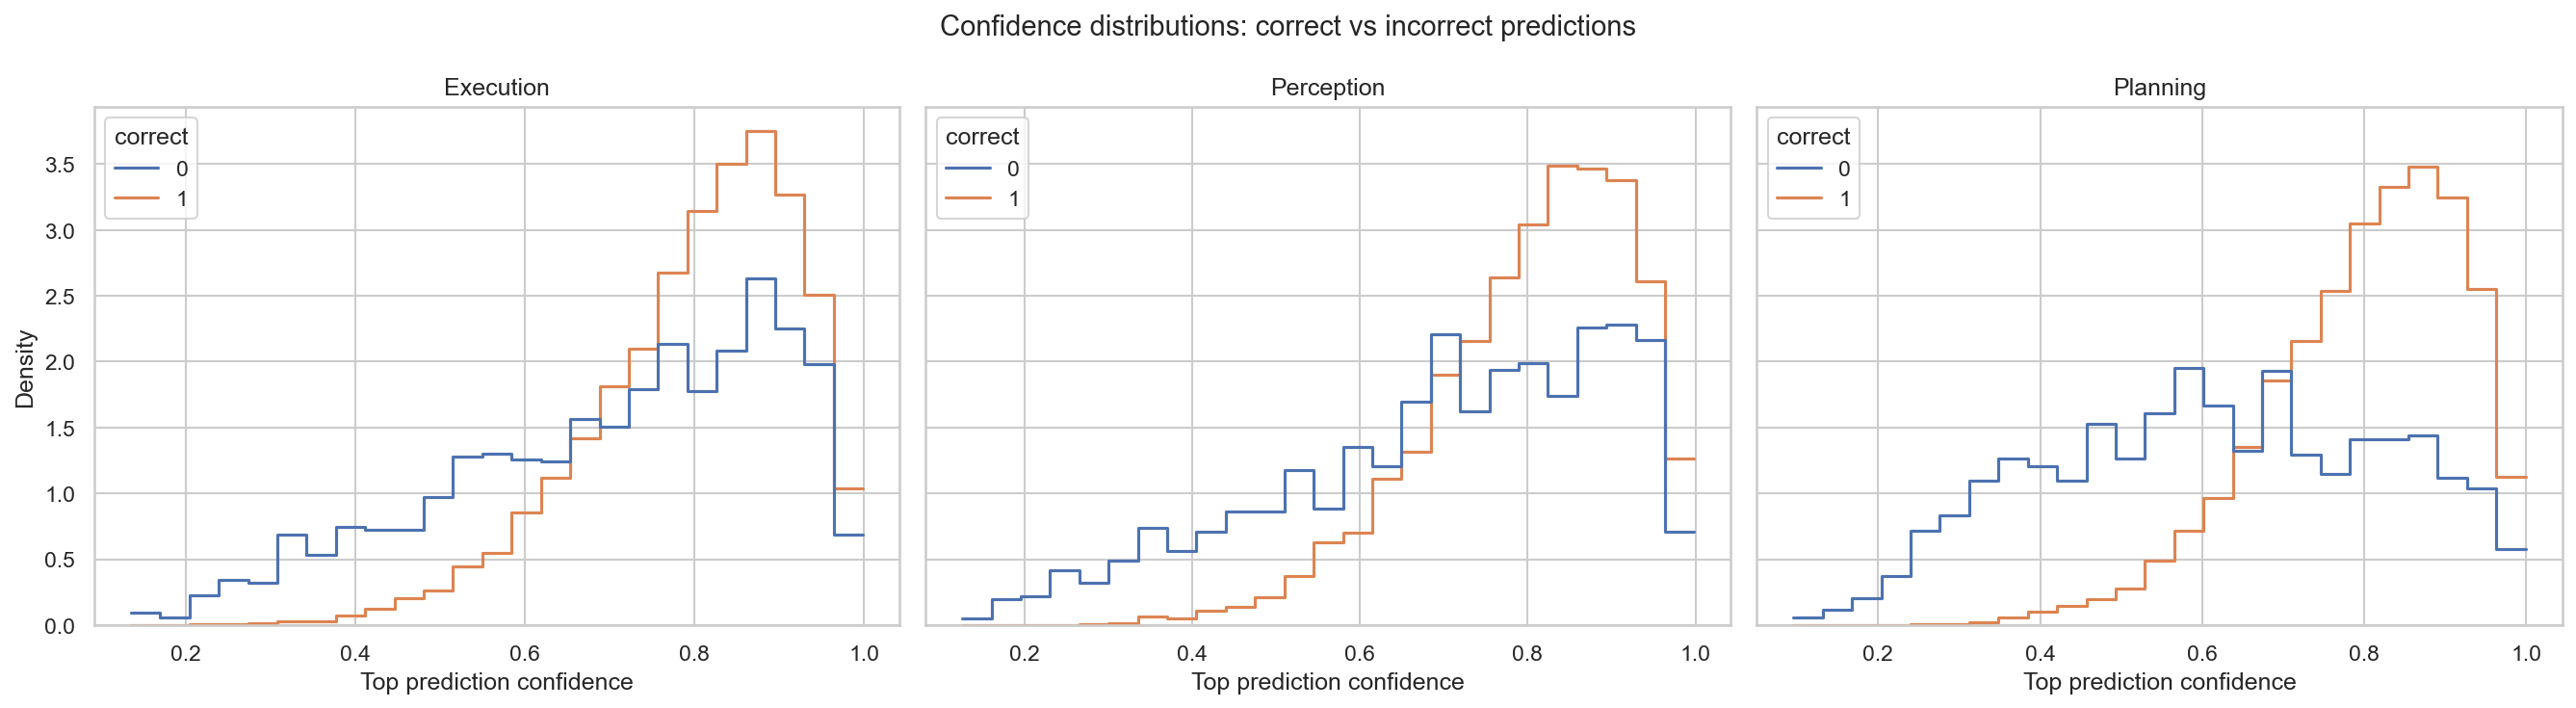 Confidence distributions: correct vs incorrect predictions
Execution
Perception
Planning
correct
0
1
correct
0
1
correct
0
1
Density
3.5
3.0
2.5
2.0
1.5
1.0
0.5
0.0
0.2 0.4 0.6 0.8 1.0
0.2 0.4 0.6 0.8 1.0
0.2 0.4 0.6 0.8 1.0
Top prediction confidence
Top prediction confidence
Top prediction confidence